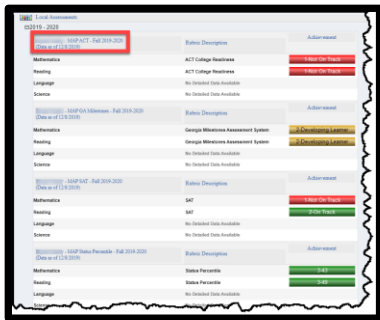 Local Assessments
2019 - 2020
- MAP ACT - Fall 2019-2020
(Data as of 12/8/2019)
Rubric Description
Achievement
Mathematics ACT College Readiness 1-Not On Track
Reading ACT College Readiness 1-Not On Track
Language No Detailed Data Available
Science No Detailed Data Available
- MAP GA Milestones - Fall 2019-2020
(Data as of 12/8/2019)
Rubric Description
Achievement
Mathematics Georgia Milestones Assessment System 2-Developing Learner
Reading Georgia Milestones Assessment System 2-Developing Learner
Language No Detailed Data Available
Science No Detailed Data Available
- MAP SAT - Fall 2019-2020
(Data as of 12/8/2019)
Rubric Description
Achievement
Mathematics SAT 1-Not On Track
Reading SAT 2-On Track
Language No Detailed Data Available
Science No Detailed Data Available
- MAP Status Percentile - Fall 2019-2020
(Data as of 12/8/2019)
Rubric Description
Achievement
Mathematics Status Percentile
Reading Status Percentile
Language No Detailed Data Available